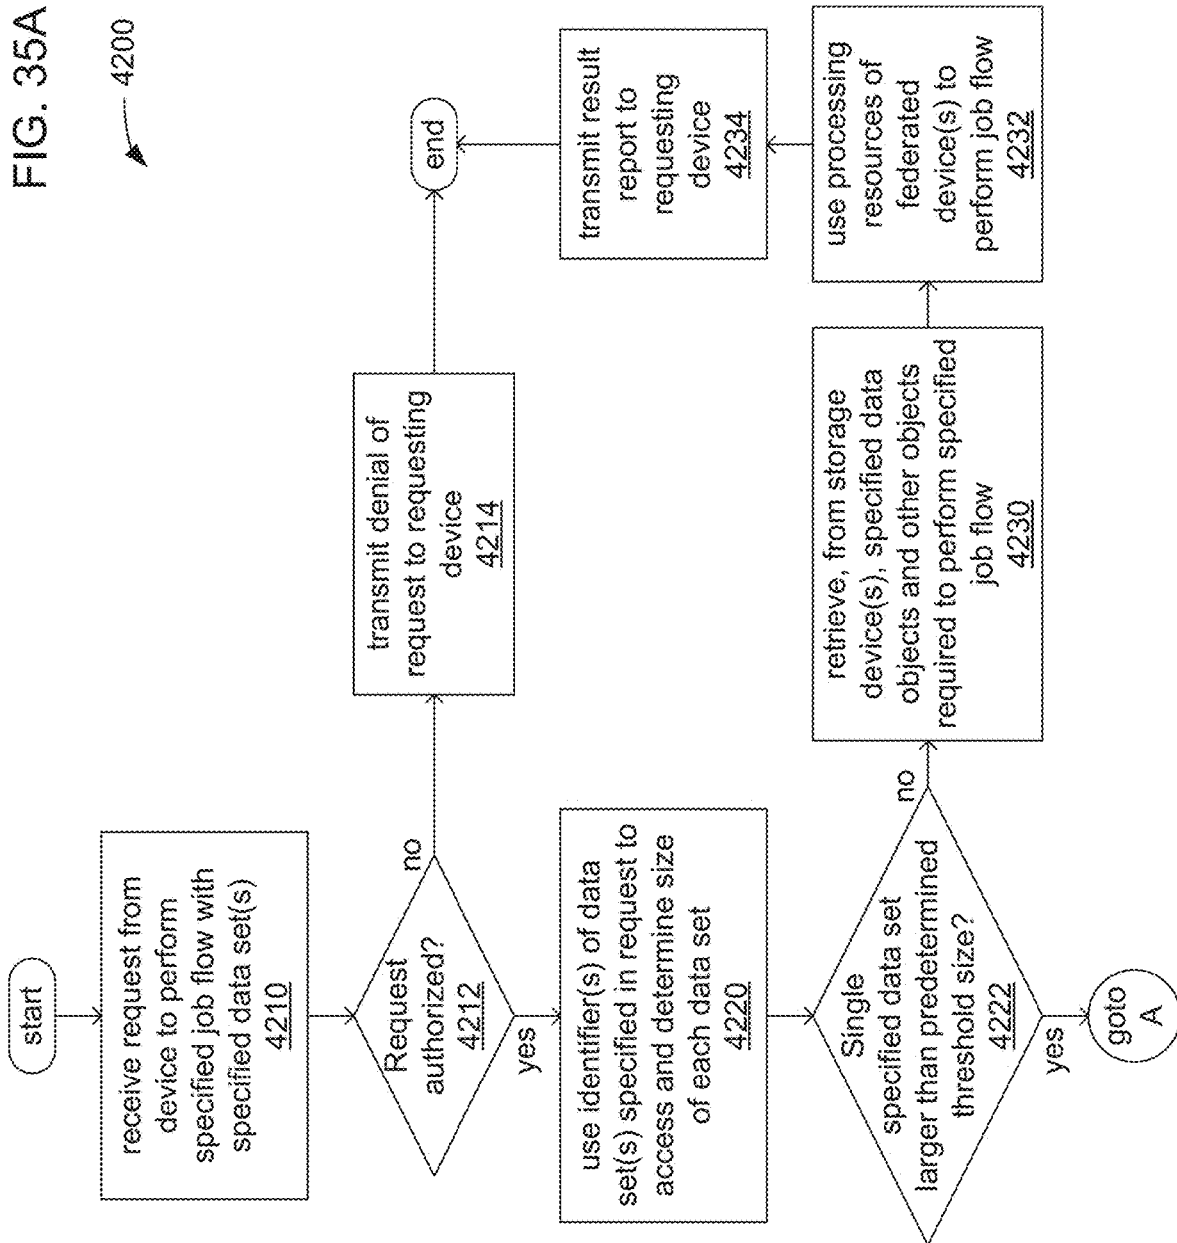 FIG. 35A
4200
start
receive request from
device to perform
specified job flow with
specified data set(s)
4210
Request
authorized?
4212
no
yes
transmit denial of
request to requesting
device
4214
end
use identifier(s) of data
set(s) specified in request to
access and determine size
of each data set
4220
Single
specified data set
larger than predetermined
threshold size?
4222
no
yes
goto
A
retrieve, from storage
device(s), specified data
objects and other objects
required to perform specified
job flow
4230
use processing
resources of
federated
device(s) to
perform job flow
4232
transmit result
report to
requesting
device
4234